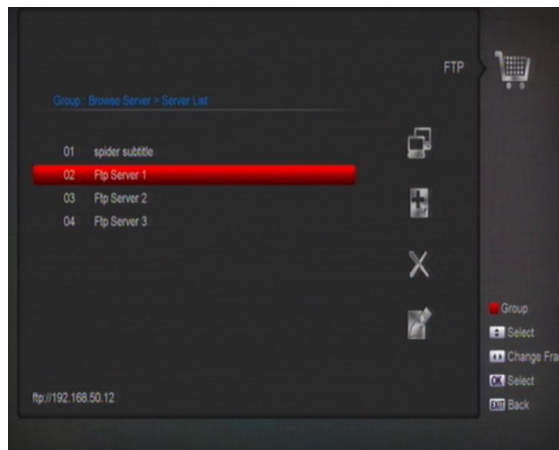 FTP
Group : Browse Server > Server List
01 spider subtitle
02 Ftp Server 1
03 Ftp Server 2
04 Ftp Server 3
Group
Select
Change Fra
OK Select
EXIT Back
ftp://192.168.50.12